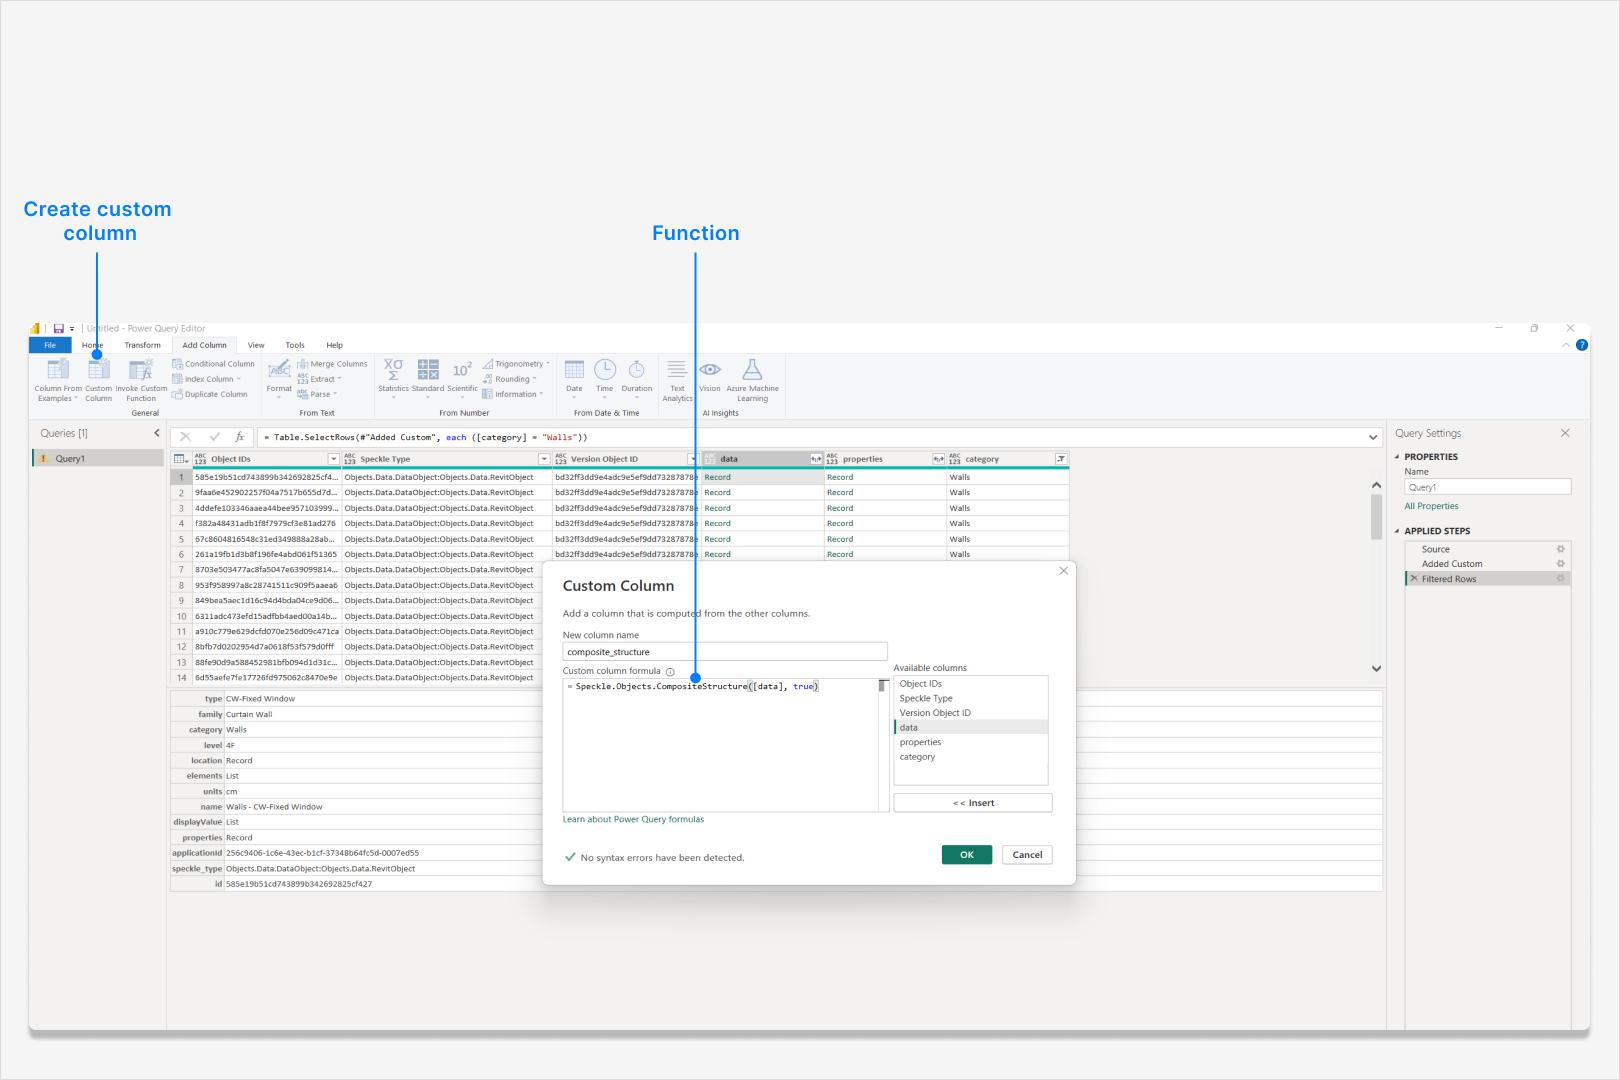 Create custom
column
Function
Untitled - Power Query Editor
File Home Transform Add Column View Tools Help
Column From
Examples
Custom
Column
Invoke Custom
Function
Conditional Column
Index Column
Duplicate Column
General
Format
Merge Columns
Extract
Parse
From Text
Statistics Standard Scientific
Trigonometry
Rounding
Information
From Number
Date Time Duration
From Date & Time
Text
Analytics
Vision
Azure Machine
Learning
AI Insights
Queries [1]
Query1
= Table.SelectRows(#"Added Custom", each ([category] = "Walls"))
Object IDs Speckle Type Version Object ID data properties category
1 585e19b51cd743899b342692825cf4... Objects.Data.DataObject:Objects.Data.RevitObject bd32ff3dd9e4adc9e5ef9dd73287878e Record Record Walls
2 9faa6e452902257f04a7517b655d7d... Objects.Data.DataObject:Objects.Data.RevitObject bd32ff3dd9e4adc9e5ef9dd73287878e Record Record Walls
3 4ddefe103346aaea44bee957103999... Objects.Data.DataObject:Objects.Data.RevitObject bd32ff3dd9e4adc9e5ef9dd73287878e Record Record Walls
4 f382a48431adb1f8f7979cf3e81ad276 Objects.Data.DataObject:Objects.Data.RevitObject bd32ff3dd9e4adc9e5ef9dd73287878e Record Record Walls
5 67c8604816548c31ed349888a28ab... Objects.Data.DataObject:Objects.Data.RevitObject bd32ff3dd9e4adc9e5ef9dd73287878e Record Record Walls
6 261a19fb1d3b8f196fe4abd061f51365 Objects.Data.DataObject:Objects.Data.RevitObject bd32ff3dd9e4adc9e5ef9dd73287878e Record Record Walls
7 8703e503477ac8fa5047e639099814... Objects.Data.DataObject:Objects.Data.RevitObject
8 953f958997a8c28741511c909f5aaea6 Objects.Data.DataObject:Objects.Data.RevitObject
9 849bea5aec1d16c94d4bda04ce9d06... Objects.Data.DataObject:Objects.Data.RevitObject
10 6311adc473efd15adfbb4aed00a14b... Objects.Data.DataObject:Objects.Data.RevitObject
11 a910c779e629dcfd070e256d09c471ca Objects.Data.DataObject:Objects.Data.RevitObject
12 8bfb7d0202954d7a0618f53f579d0fff Objects.Data.DataObject:Objects.Data.RevitObject
13 88fe90d9a588452981bfb094d1d31c... Objects.Data.DataObject:Objects.Data.RevitObject
14 6d55aefe7fe17726fd975062c8470e9e Objects.Data.DataObject:Objects.Data.RevitObject
type CW-Fixed Window
family Curtain Wall
category Walls
level 4F
location Record
elements List
units cm
name Walls - CW-Fixed Window
displayValue List
properties Record
applicationId 256c9406-1c6e-43ec-b1cf-37348b64fc5d-0007ed55
speckle_type Objects.Data.DataObject:Objects.Data.RevitObject
id 585e19b51cd743899b342692825cf427
Custom Column
Add a column that is computed from the other columns.
New column name
composite_structure
Custom column formula
= Speckle.Objects.CompositeStructure([data], true)
Available columns
Object IDs
Speckle Type
Version Object ID
data
properties
category
<< Insert
Learn about Power Query formulas
No syntax errors have been detected.
OK Cancel
Query Settings
PROPERTIES
Name
Query1
All Properties
APPLIED STEPS
Source
Added Custom
Filtered Rows